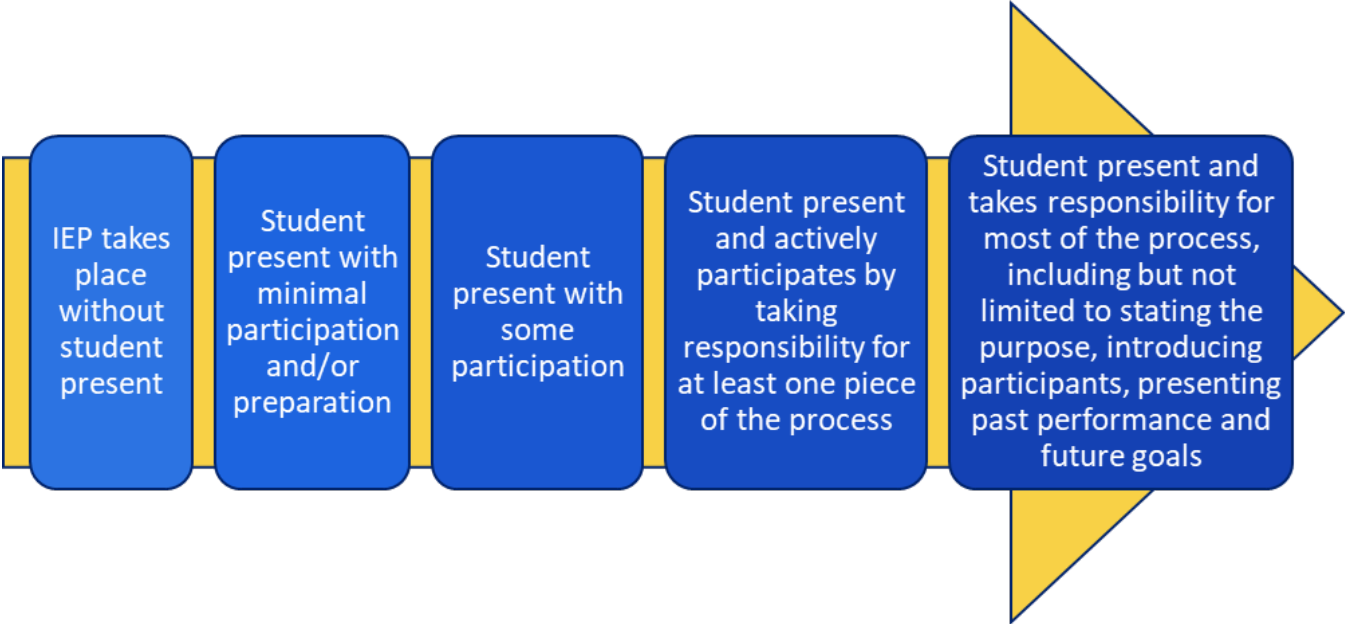 IEP takes
place
without
student
present
Student
present with
minimal
participation
and/or
preparation
Student
present with
some
participation
Student present
and actively
participates by
taking
responsibility for
at least one piece
of the process
Student present and
takes responsibility for
most of the process,
including but not
limited to stating the
purpose, introducing
participants, presenting
past performance and
future goals